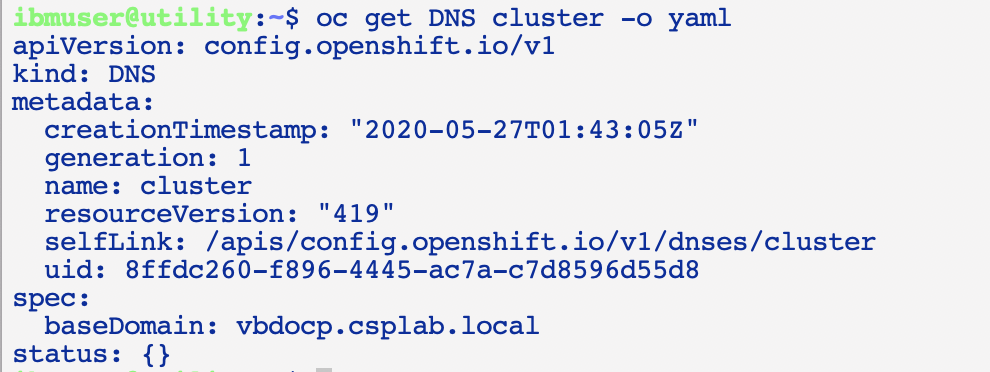 ibmuser@utility:~$ oc get DNS cluster -o yaml
apiVersion: config.openshift.io/v1
kind: DNS
metadata:
  creationTimestamp: "2020-05-27T01:43:05Z"
  generation: 1
  name: cluster
  resourceVersion: "419"
  selfLink: /apis/config.openshift.io/v1/dnses/cluster
  uid: 8ffdc260-f896-4445-ac7a-c7d8596d55d8
spec:
  baseDomain: vbdocp.csplab.local
status: {}